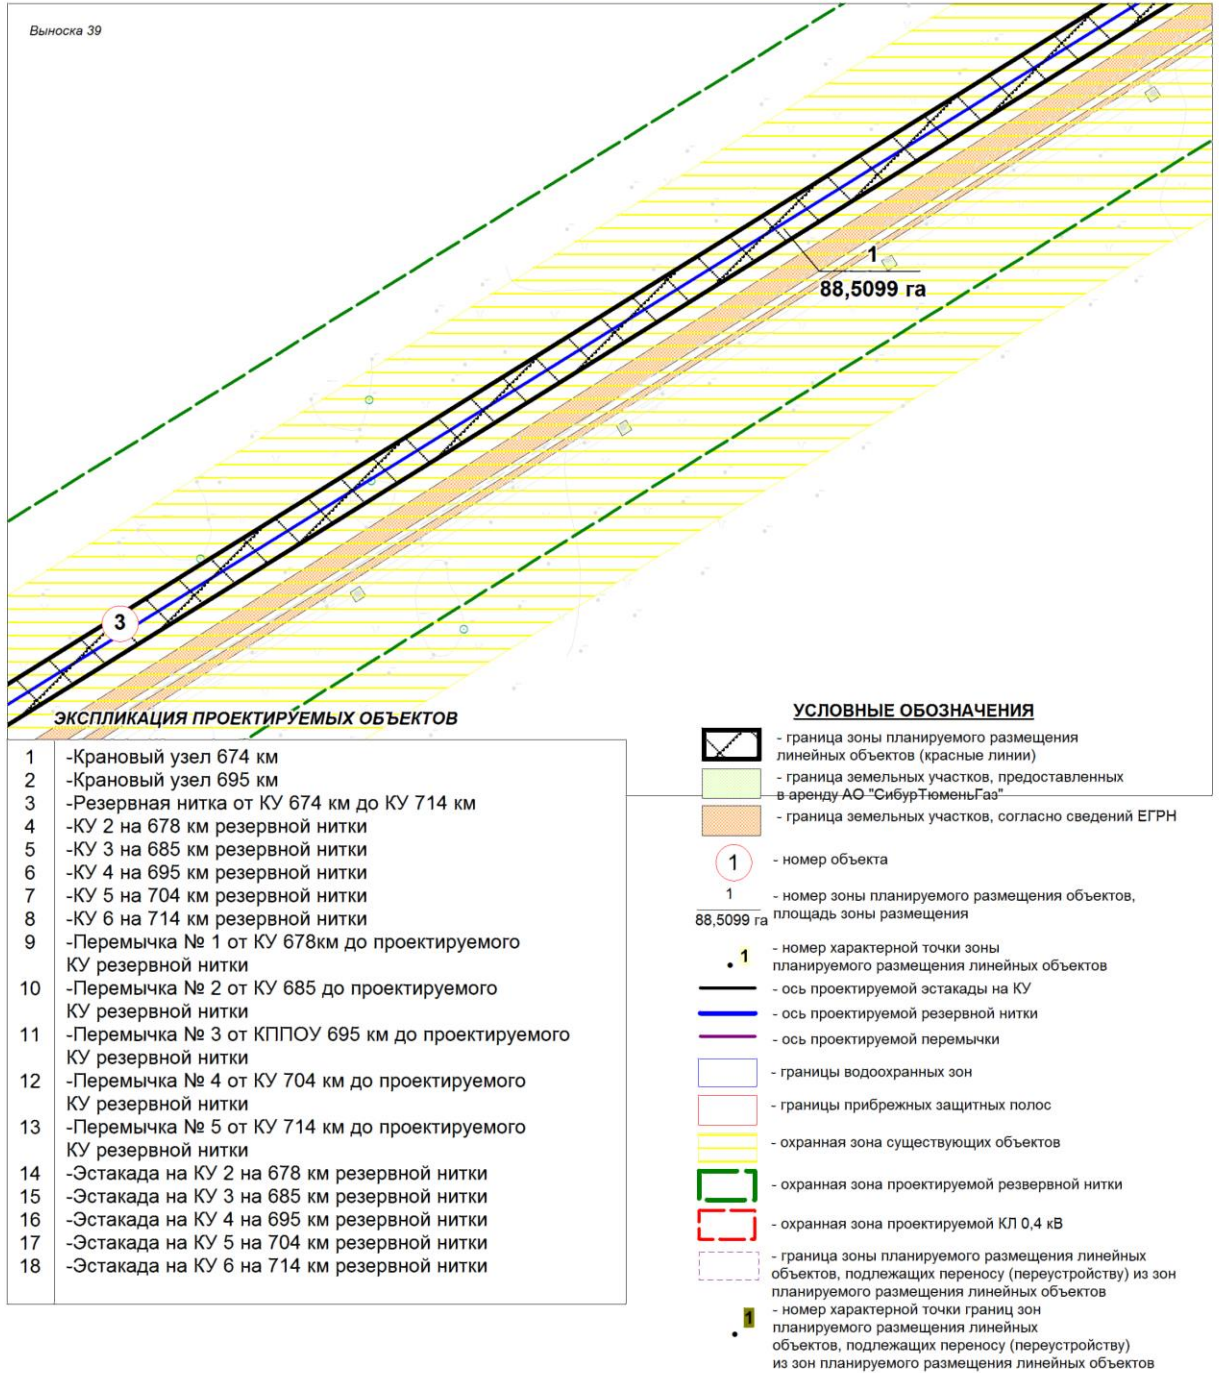 Выноска 39
1
88,5099 га
3
ЭКСПЛИКАЦИЯ ПРОЕКТИРУЕМЫХ ОБЪЕКТОВ
1 -Крановый узел 674 км
2 -Крановый узел 695 км
3 -Резервная нитка от КУ 674 км до КУ 714 км
4 -КУ 2 на 678 км резервной нитки
5 -КУ 3 на 685 км резервной нитки
6 -КУ 4 на 695 км резервной нитки
7 -КУ 5 на 704 км резервной нитки
8 -КУ 6 на 714 км резервной нитки
9 -Перемычка № 1 от КУ 678км до проектируемого
КУ резервной нитки
10 -Перемычка № 2 от КУ 685 до проектируемого
КУ резервной нитки
11 -Перемычка № 3 от КППОУ 695 км до проектируемого
КУ резервной нитки
12 -Перемычка № 4 от КУ 704 км до проектируемого
КУ резервной нитки
13 -Перемычка № 5 от КУ 714 км до проектируемого
КУ резервной нитки
14 -Эстакада на КУ 2 на 678 км резервной нитки
15 -Эстакада на КУ 3 на 685 км резервной нитки
16 -Эстакада на КУ 4 на 695 км резервной нитки
17 -Эстакада на КУ 5 на 704 км резервной нитки
18 -Эстакада на КУ 6 на 714 км резервной нитки
УСЛОВНЫЕ ОБОЗНАЧЕНИЯ
- граница зоны планируемого размещения
линейных объектов (красные линии)
- граница земельных участков, предоставленных
в аренду АО "СибурТюменьГаз"
- граница земельных участков, согласно сведений ЕГРН
1 - номер объекта
1 - номер зоны планируемого размещения объектов,
88,5099 га площадь зоны размещения
1 - номер характерной точки зоны
планируемого размещения линейных объектов
- ось проектируемой эстакады на КУ
- ось проектируемой резервной нитки
- ось проектируемой перемычки
- границы водоохранных зон
- границы прибрежных защитных полос
- охранная зона существующих объектов
- охранная зона проектируемой резвервной нитки
- охранная зона проектируемой КЛ 0,4 кВ
- граница зоны планируемого размещения линейных
объектов, подлежащих переносу (переустройству) из зон
планируемого размещения линейных объектов
1 - номер характерной точки границ зон
планируемого размещения линейных
объектов, подлежащих переносу (переустройству)
из зон планируемого размещения линейных объектов